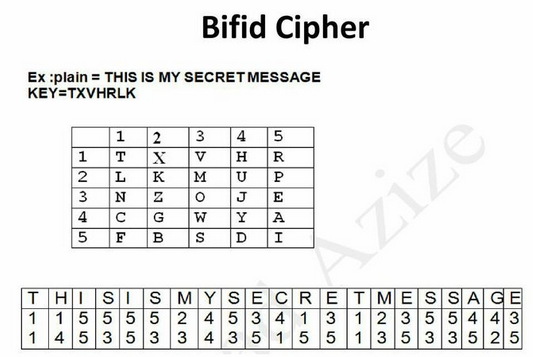 Bifid Cipher
Ex :plain = THIS IS MY SECRET MESSAGE
KEY=TXVHRLK
1 2 3 4 5
1 T X V H R
2 L K M U P
3 N Z O J E
4 C G W Y A
5 F B S D I
T H I S I S M Y S E C R E T M E S S A G E
1 1 5 5 5 5 2 4 5 3 4 1 3 1 2 3 5 5 4 4 3
1 4 5 3 5 3 3 4 3 5 1 5 5 1 3 5 3 3 5 2 5
Azize